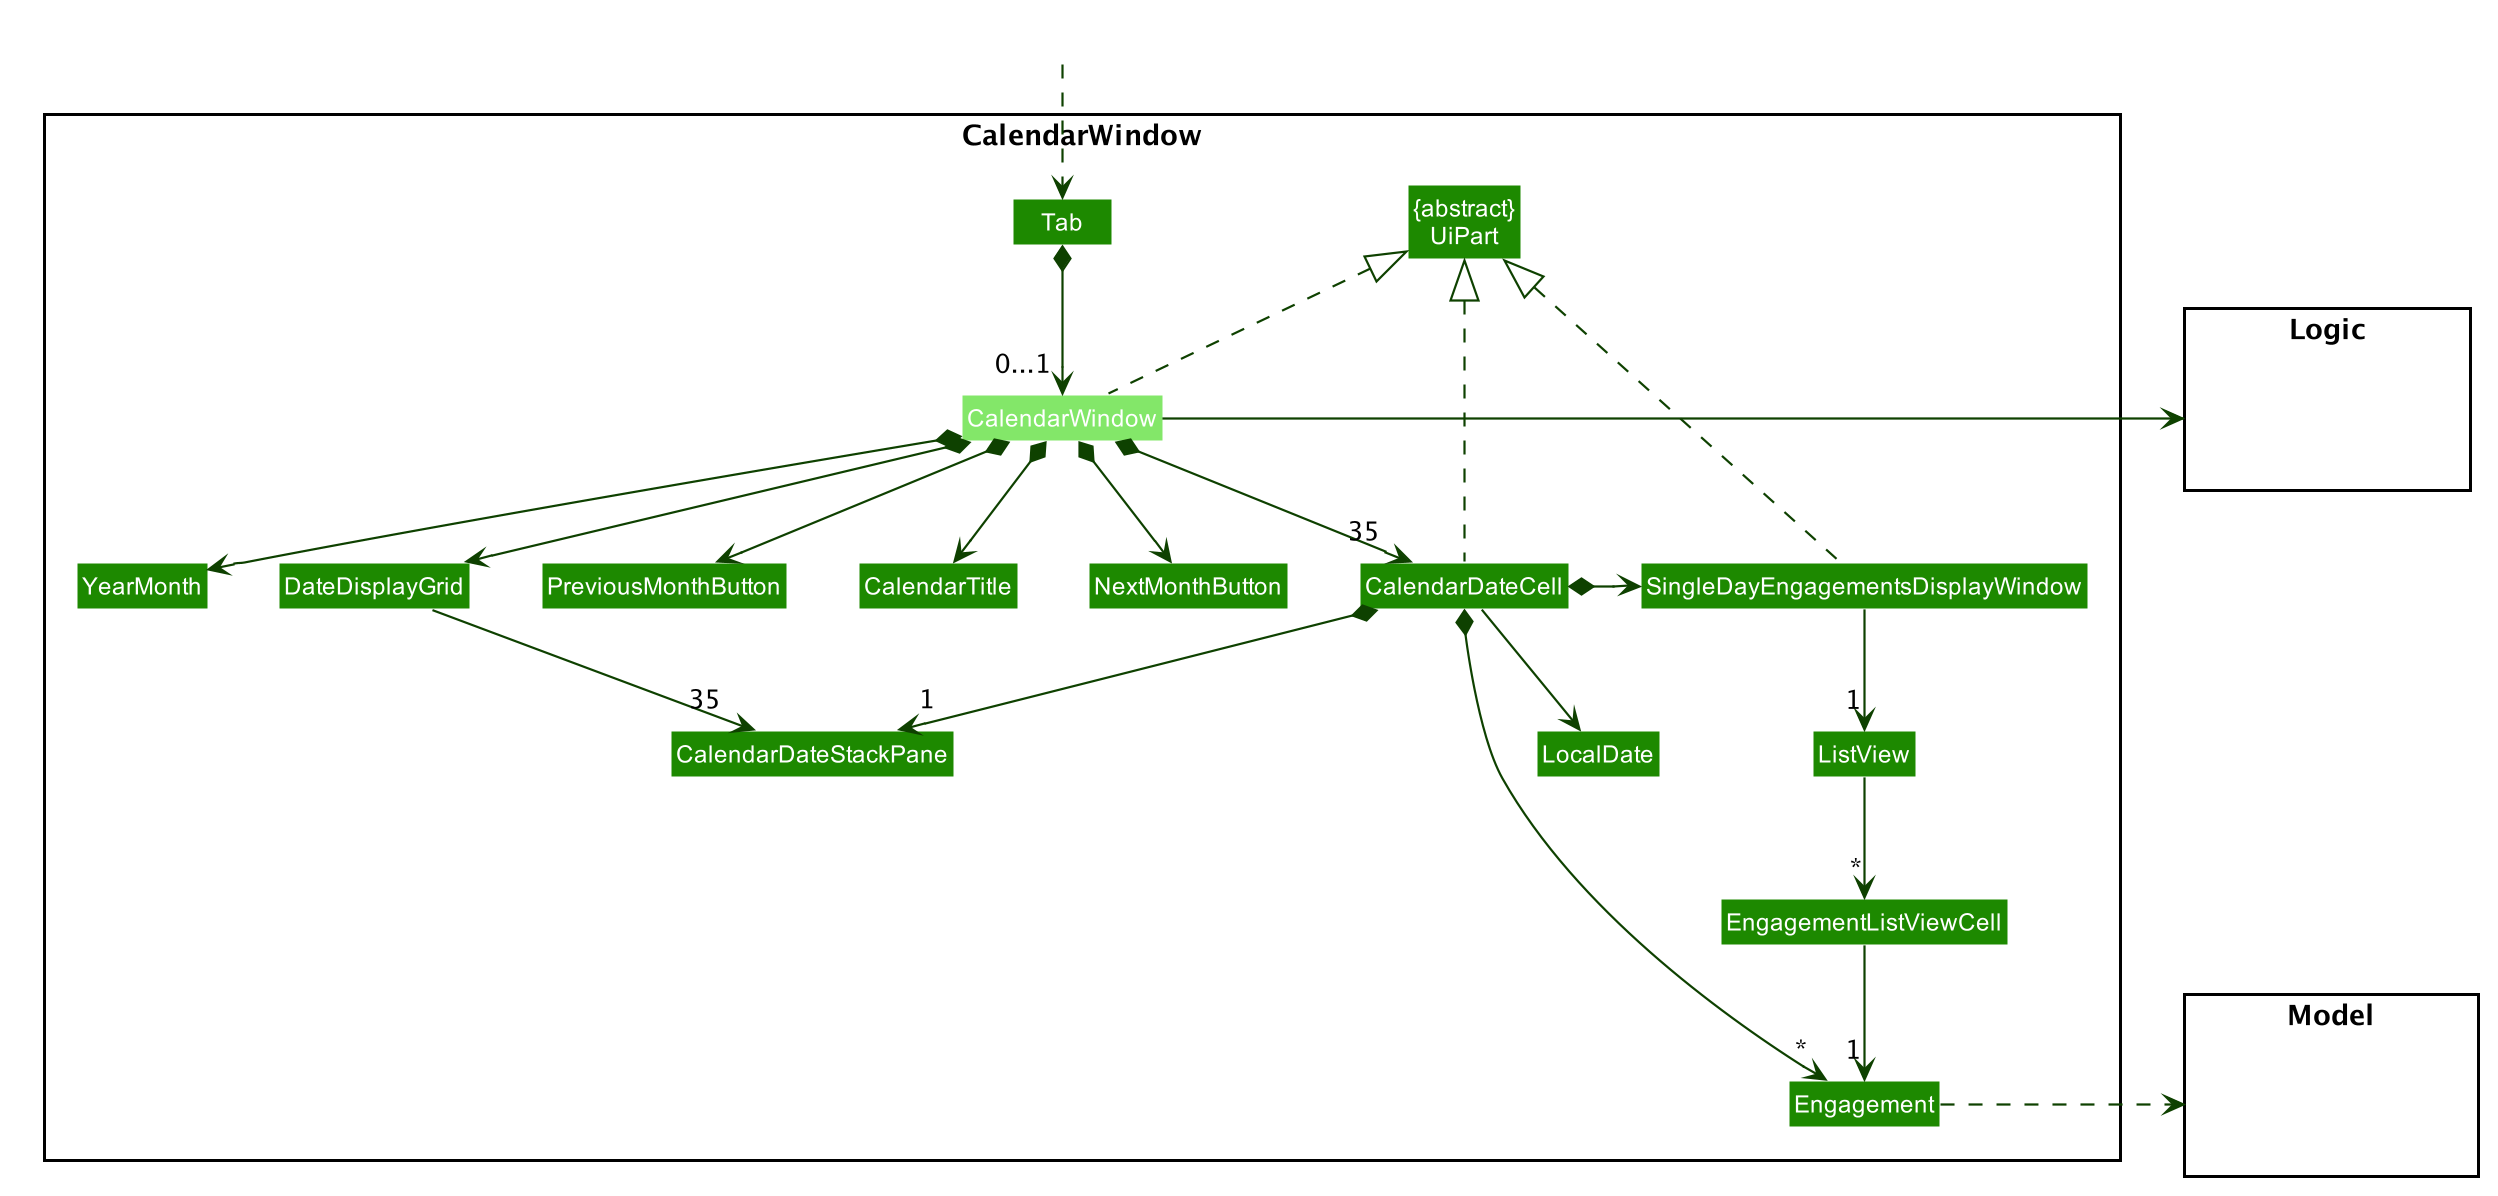 CalendarWindow
Tab
{abstract}
UiPart
Logic
0...1
CalendarWindow
35
YearMonth
DateDisplayGrid
PreviousMonthButton
CalendarTitle
NextMonthButton
CalendarDateCell
SingleDayEngagementsDisplayWindow
35
1
1
CalendarDateStackPane
LocalDate
ListView
*
EngagementListViewCell
Model
*
1
Engagement